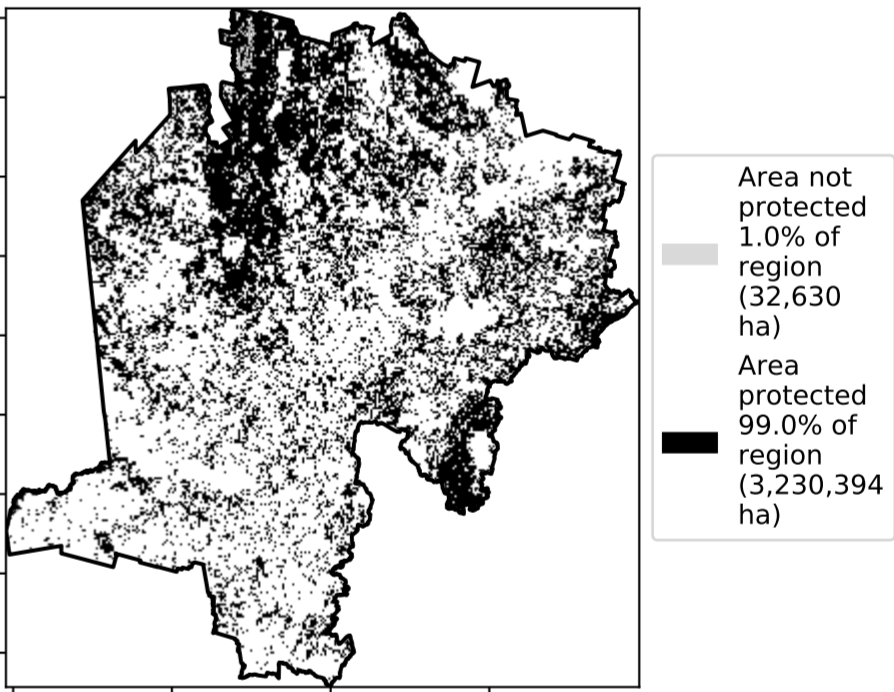 Area not
protected
1.0% of
region
(32,630
ha)
Area
protected
99.0% of
region
(3,230,394
ha)